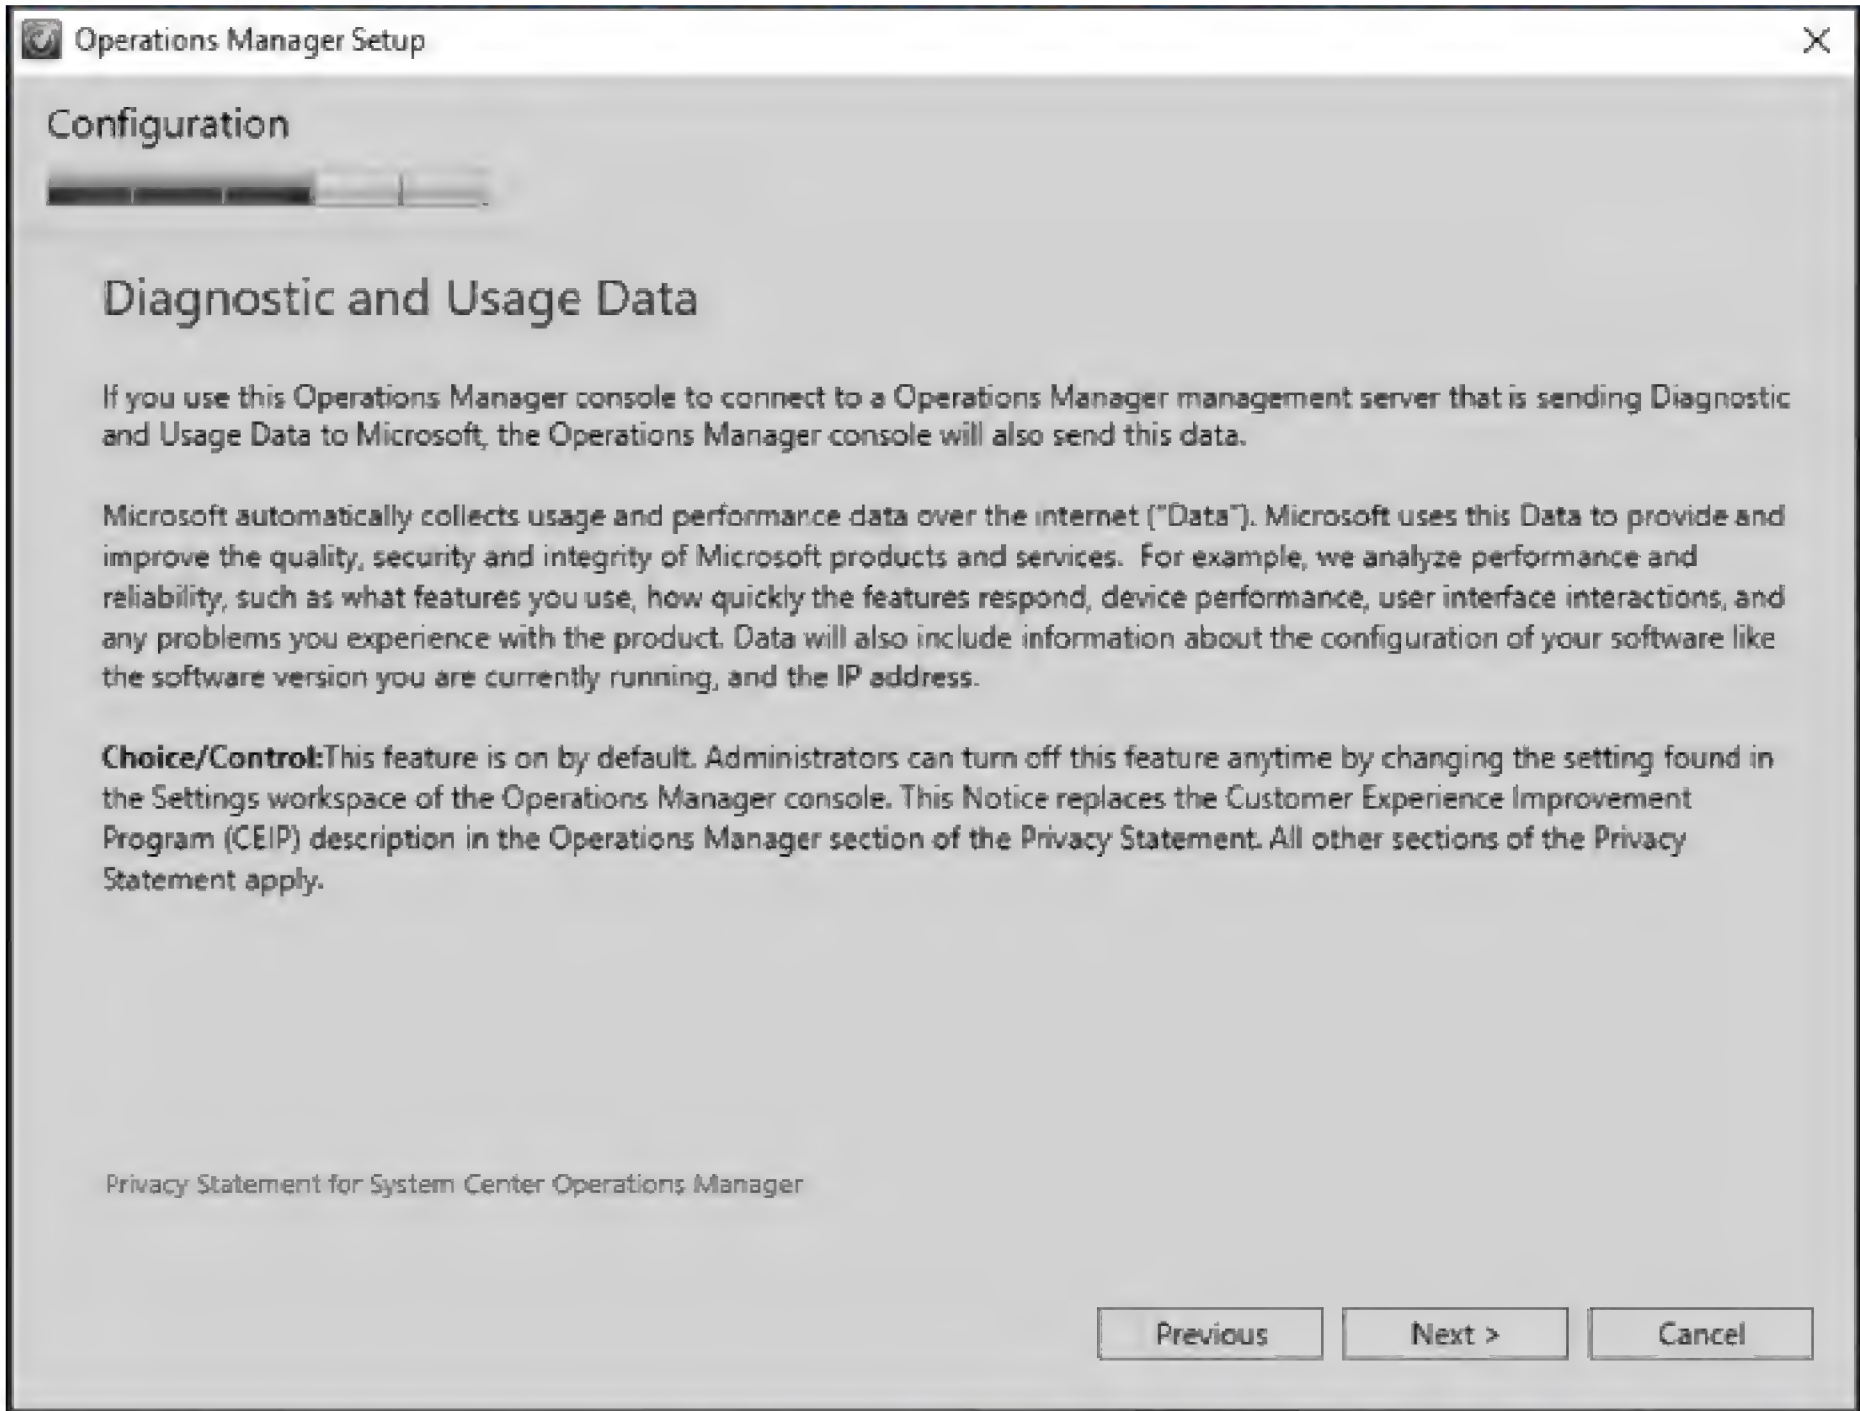 Operations Manager Setup
Configuration
Diagnostic and Usage Data
If you use this Operations Manager console to connect to a Operations Manager management server that is sending Diagnostic
and Usage Data to Microsoft, the Operations Manager console will also send this data.
Microsoft automatically collects usage and performance data over the internet ("Data"). Microsoft uses this Data to provide and
improve the quality, security and integrity of Microsoft products and services.  For example, we analyze performance and
reliability, such as what features you use, how quickly the features respond, device performance, user interface interactions, and
any problems you experience with the product. Data will also include information about the configuration of your software like
the software version you are currently running, and the IP address.
Choice/Control:This feature is on by default. Administrators can turn off this feature anytime by changing the setting found in
the Settings workspace of the Operations Manager console. This Notice replaces the Customer Experience Improvement
Program (CEIP) description in the Operations Manager section of the Privacy Statement. All other sections of the Privacy
Statement apply.
Privacy Statement for System Center Operations Manager
Previous
Next >
Cancel